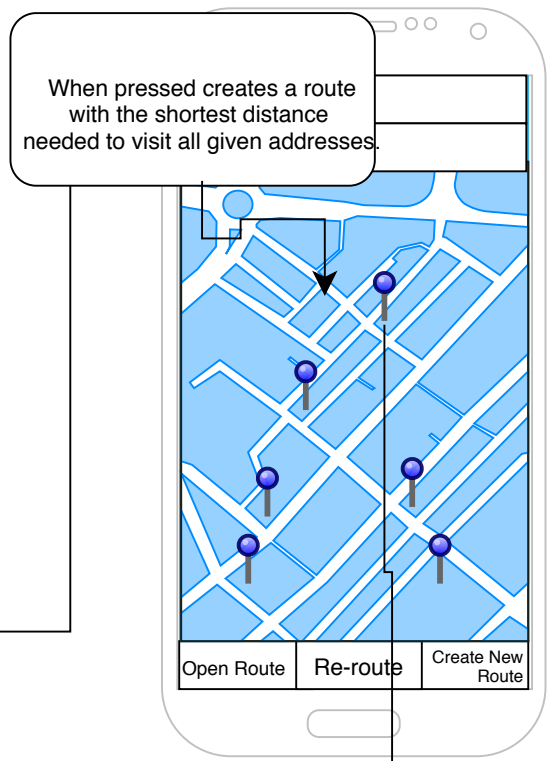 When pressed creates a route
with the shortest distance
needed to visit all given addresses.
Open Route
Re-route
Create New
Route